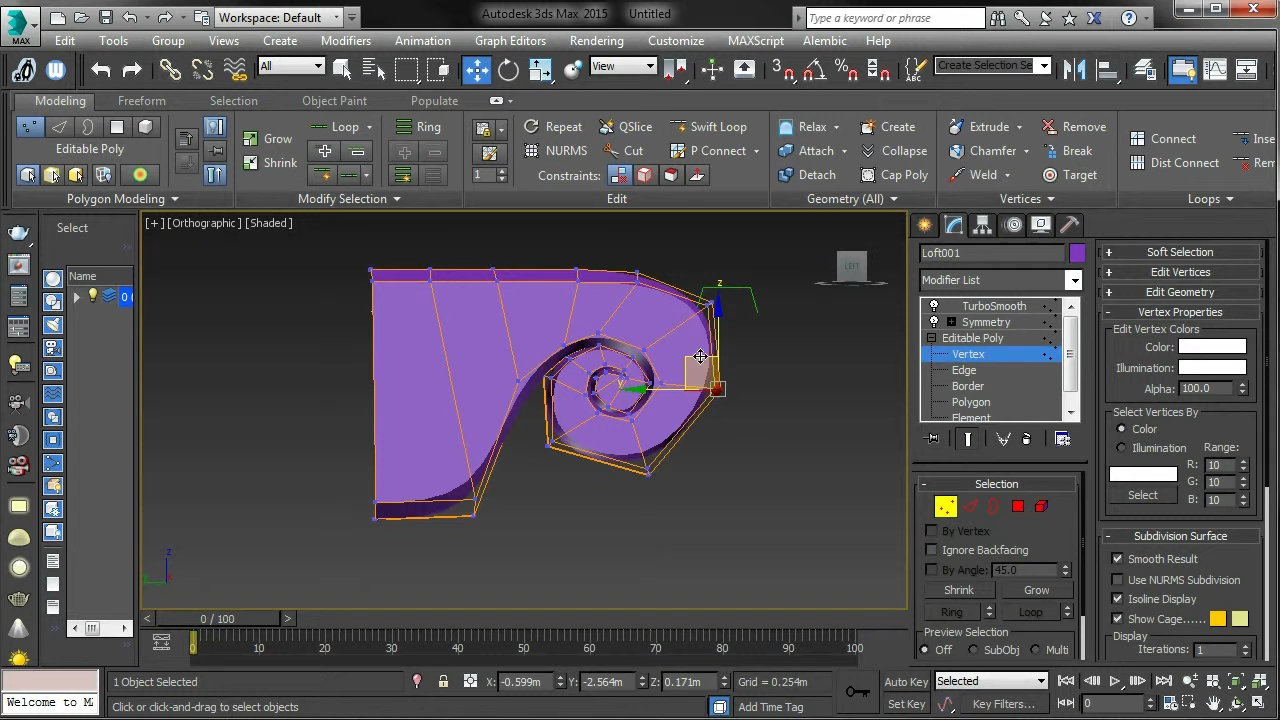 Workspace: Default
Autodesk 3ds Max 2015
Untitled
Type a keyword or phrase
MAX
Edit Tools Group Views Create Modifiers Animation Graph Editors Rendering Customize MAXScript Alembic Help
All
View
3
ABC
Create Selection Se
Modeling Freeform Selection Object Paint Populate
Grow Loop Ring Repeat QSlice Swift Loop Relax Create Extrude Remove Connect Inse
Editable Poly
Shrink NURMS Cut P Connect Attach Collapse Chamfer Break Dist Connect Rem
1 Constraints: Detach Cap Poly Weld Target
Polygon Modeling Modify Selection Edit Geometry (All) Vertices Loops
[+] [Orthographic] [Shaded]
Select
Name
0 (
LEFT
z
y
z
Loft001
Modifier List
TurboSmooth
Symmetry
Editable Poly
Vertex
Edge
Border
Polygon
Element
Selection
By Vertex
Ignore Backfacing
By Angle: 45.0
Shrink Grow
Ring Loop
Preview Selection
Off SubObj Multi
Soft Selection
Edit Vertices
Edit Geometry
Vertex Properties
Edit Vertex Colors
Color:
Illumination:
Alpha: 100.0
Select Vertices By
Color
Illumination Range:
R: 10
G: 10
Select B: 10
Subdivision Surface
Smooth Result
Use NURMS Subdivision
Isoline Display
Show Cage......
Display
Iterations: 1
0 / 100
0 10 20 30 40 50 60 70 80 90 100
1 Object Selected X: -0.599m Y: -2.564m Z: 0.171m Grid = 0.254m Auto Key Selected
Welcome to M Click or click-and-drag to select objects Add Time Tag Set Key Key Filters... 0